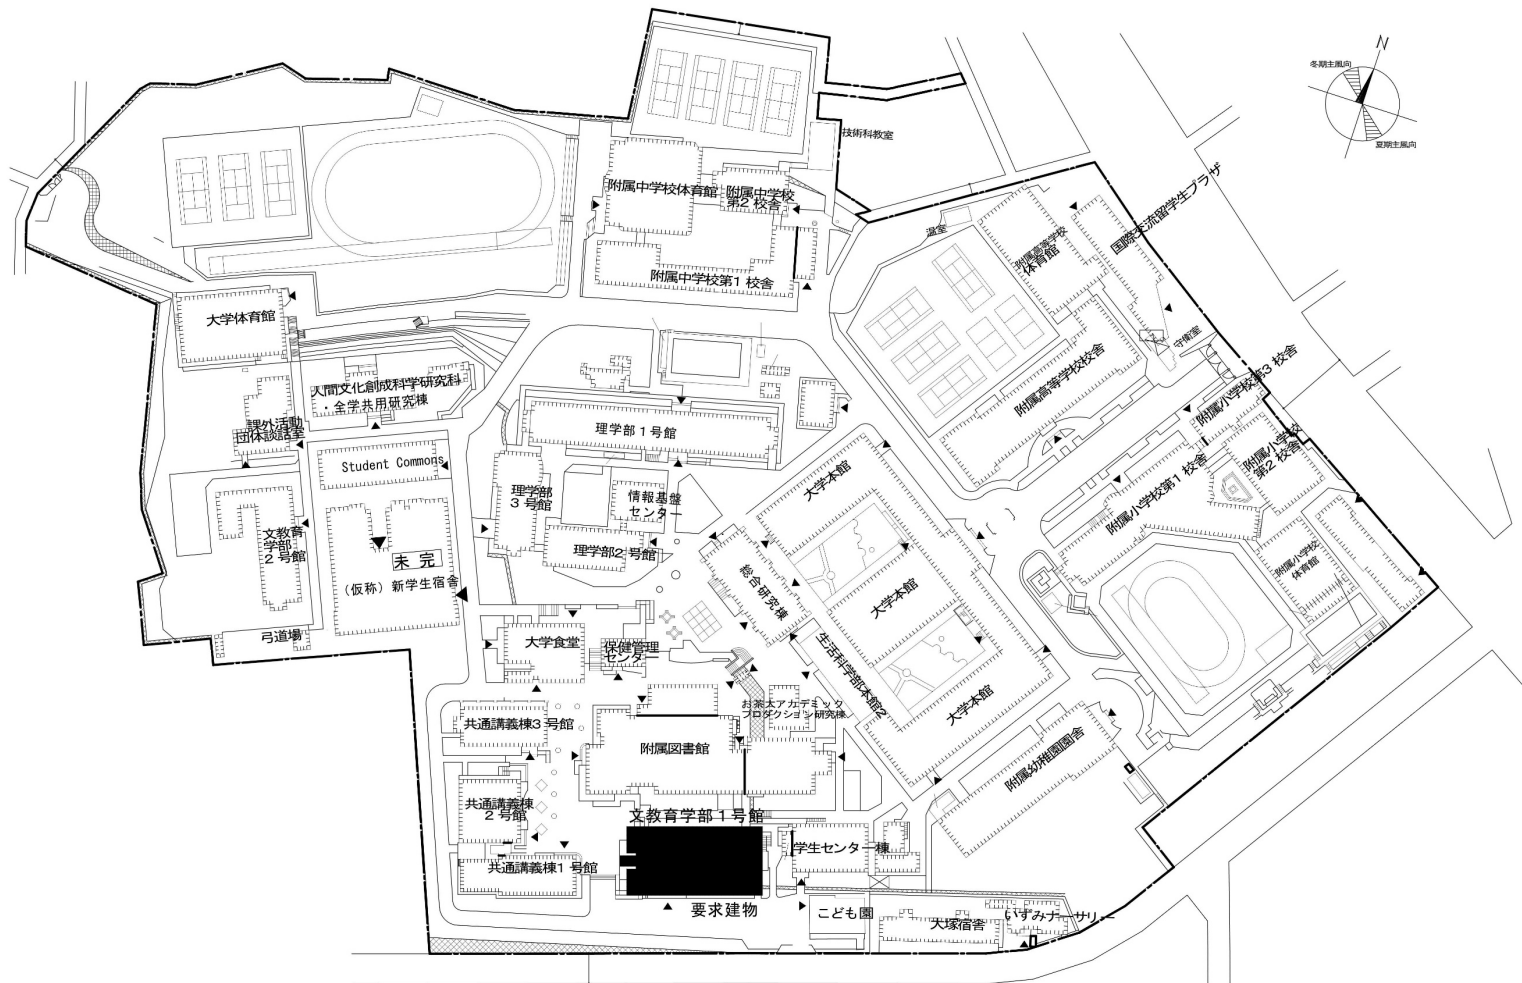 N
冬期主風向
夏期主風向
技術科教室
附属中学校体育館
附属中学校
第2 校舎
附属中学校第1 校舎
温室
附属高等学校
体育館
国際交流留学生プラザ
守衛室
附属高等学校校舎
附属小学校第3 校舎
附属小学校
第2 校舎
附属小学校第1 校舎
附属小学校
体育館
大学体育館
人間文化創成科学研究科
・全学共用研究棟
課外活動
団体談話室
Student Commons
理学部1号館
理学部
3 号館
情報基盤
センター
理学部2 号館
大学本館
大学本館
大学本館
総合研究棟
生活科学部本館2
文教育
学部
2 号館
未 完
(仮称) 新学生宿舎
弓道場
大学食堂
保健管理
センター
お茶大アカデミック
プロダクション研究棟
共通講義棟3 号館
附属図書館
附属幼稚園園舎
共通講義棟
2 号館
文教育学部1号館
学生センター棟
共通講義棟1 号館
要求建物
こども園
大塚宿舎
いずみナーサリー